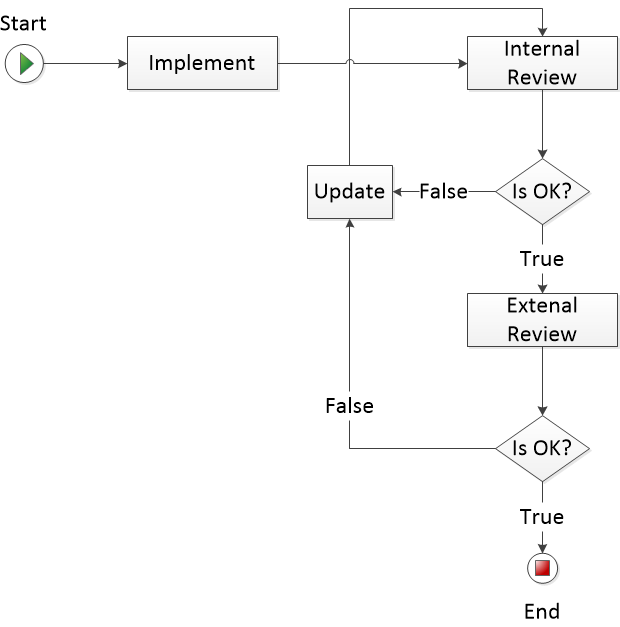 Start
Implement
Internal
Review
Update
False
Is OK?
True
Extenal
Review
False
Is OK?
True
End